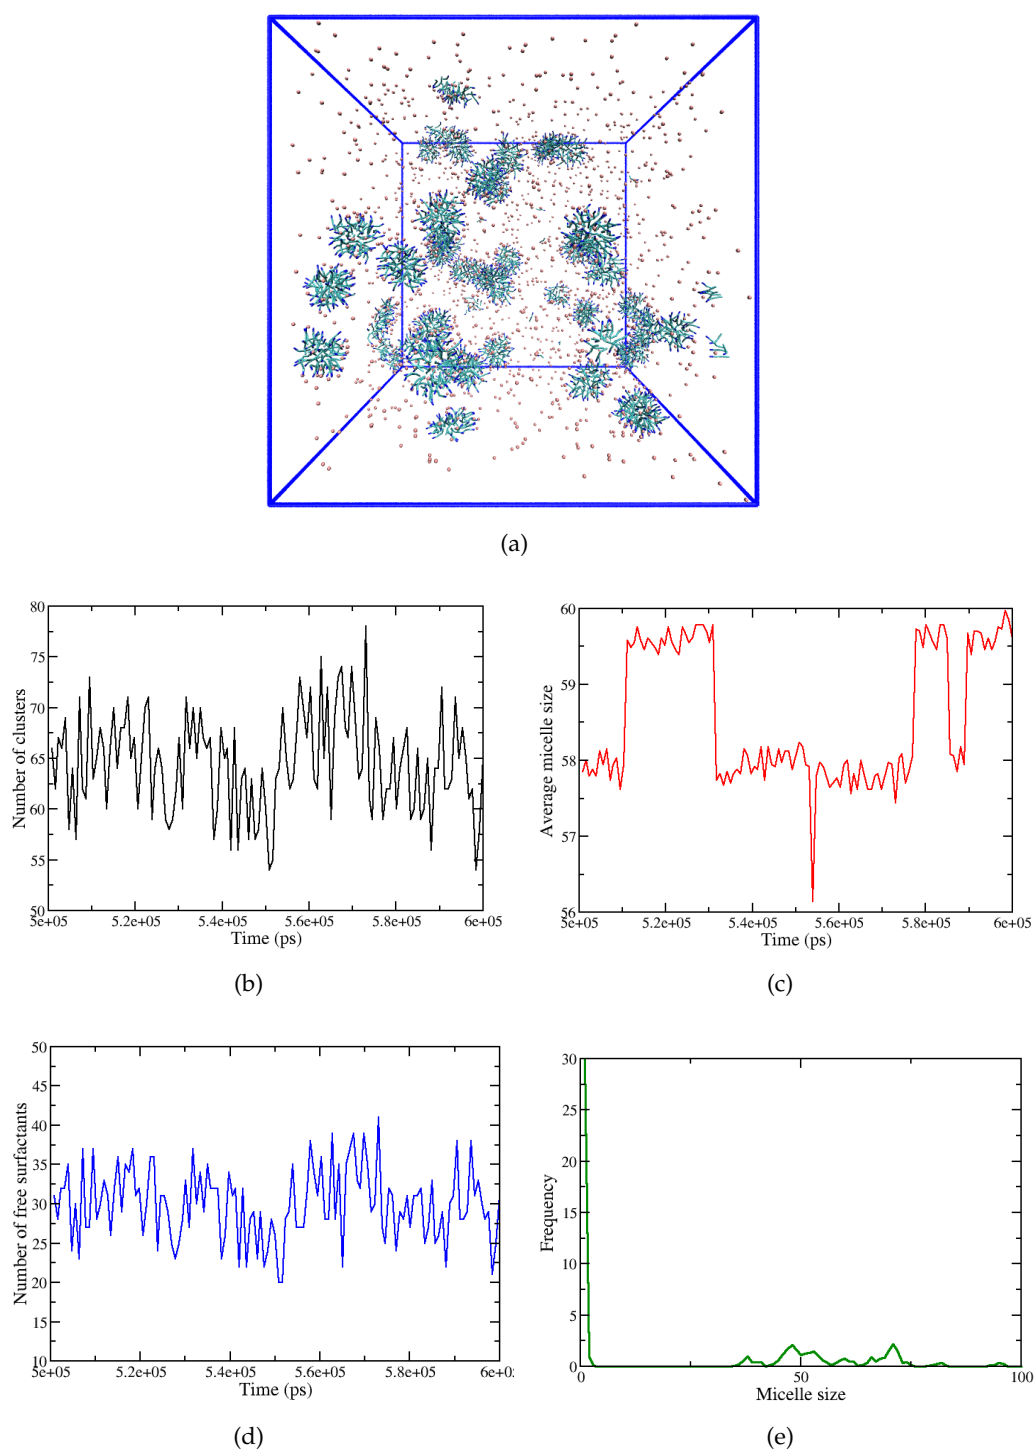 (a)
80
75
70
65
60
55
50
Number of clusters
5e+05 5.2e+05 5.4e+05 5.6e+05 5.8e+05 6e+05
Time (ps)
(b)
60
59
58
57
56
Average micelle size
5e+05 5.2e+05 5.4e+05 5.6e+05 5.8e+05 6e+05
Time (ps)
(c)
50
45
40
35
30
25
20
15
10
Number of free surfactants
5e+05 5.2e+05 5.4e+05 5.6e+05 5.8e+05 6e+0
Time (ps)
(d)
30
25
20
15
10
5
0
Frequency
0 50 100
Micelle size
(e)